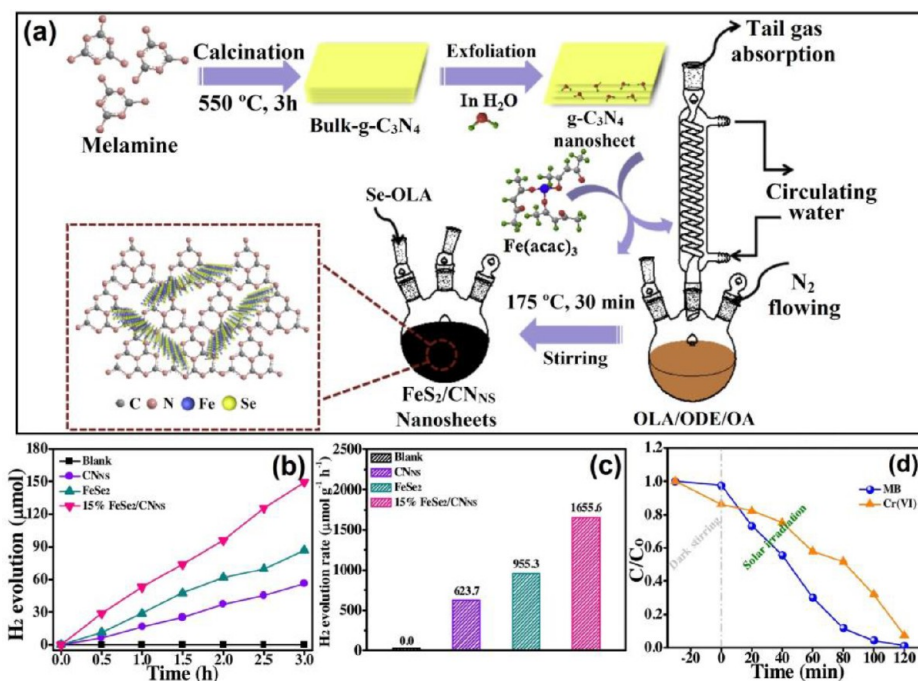 (a)
Melamine
Calcination
550 ºC, 3h
Bulk-g-C3N4
Exfoliation
In H2O
g-C3N4
nanosheet
Tail gas
absorption
Circulating
water
Fe(acac)3
N2
flowing
OLA/ODE/OA
175 ºC, 30 min
Stirring
Se-OLA
FeS2/CNNS
Nanosheets
C N Fe Se
(b)
H2 evolution (μmol)
180
150
120
90
60
30
0
Blank
CNNS
FeSe2
15% FeSe2/CNNS
0.0 0.5 1.0 1.5 2.0 2.5 3.0
Time (h)
(c)
H2 evolution rate (μmol g-1 h-1)
2500
2000
1500
1000
500
0
Blank
CNNS
FeSe2
15% FeSe2/CNNS
0.0
623.7
955.3
1655.6
(d)
C/C0
1.2
1.0
0.8
0.6
0.4
0.2
0.0
MB
Cr(VI)
Dark stirring
Solar irradiation
-20 0 20 40 60 80 100 120
Time (min)